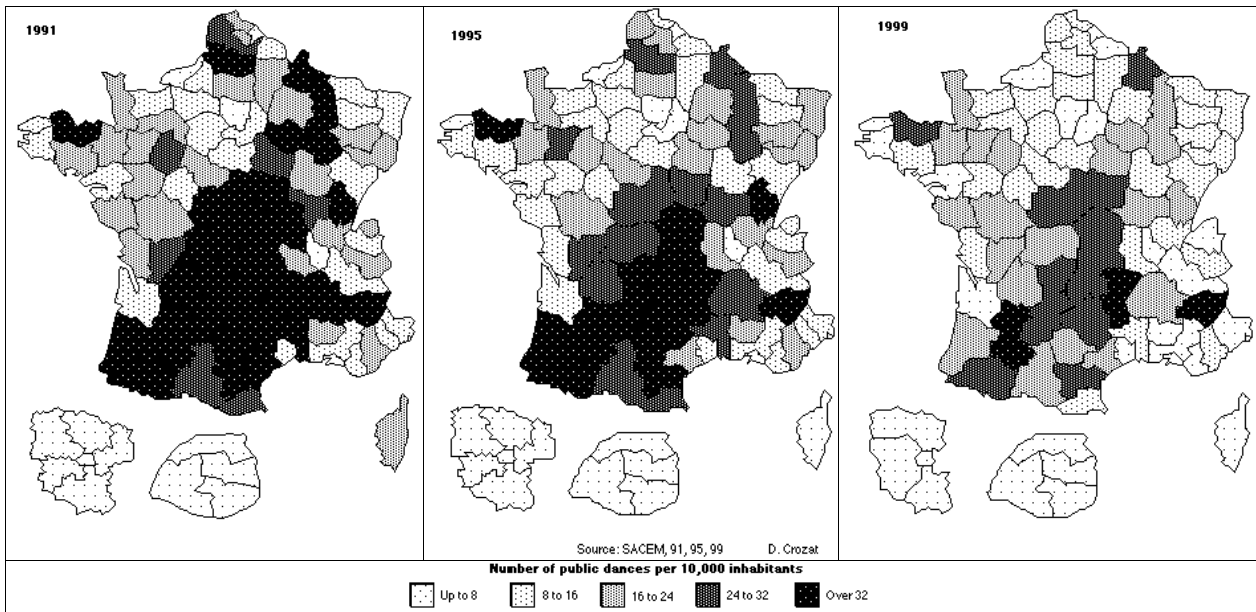 1991
1995
1999
Source: SACEM, 91, 95, 99 D. Crozat
Number of public dances per 10,000 inhabitants
Up to 8 8 to 16 16 to 24 24 to 32 Over 32